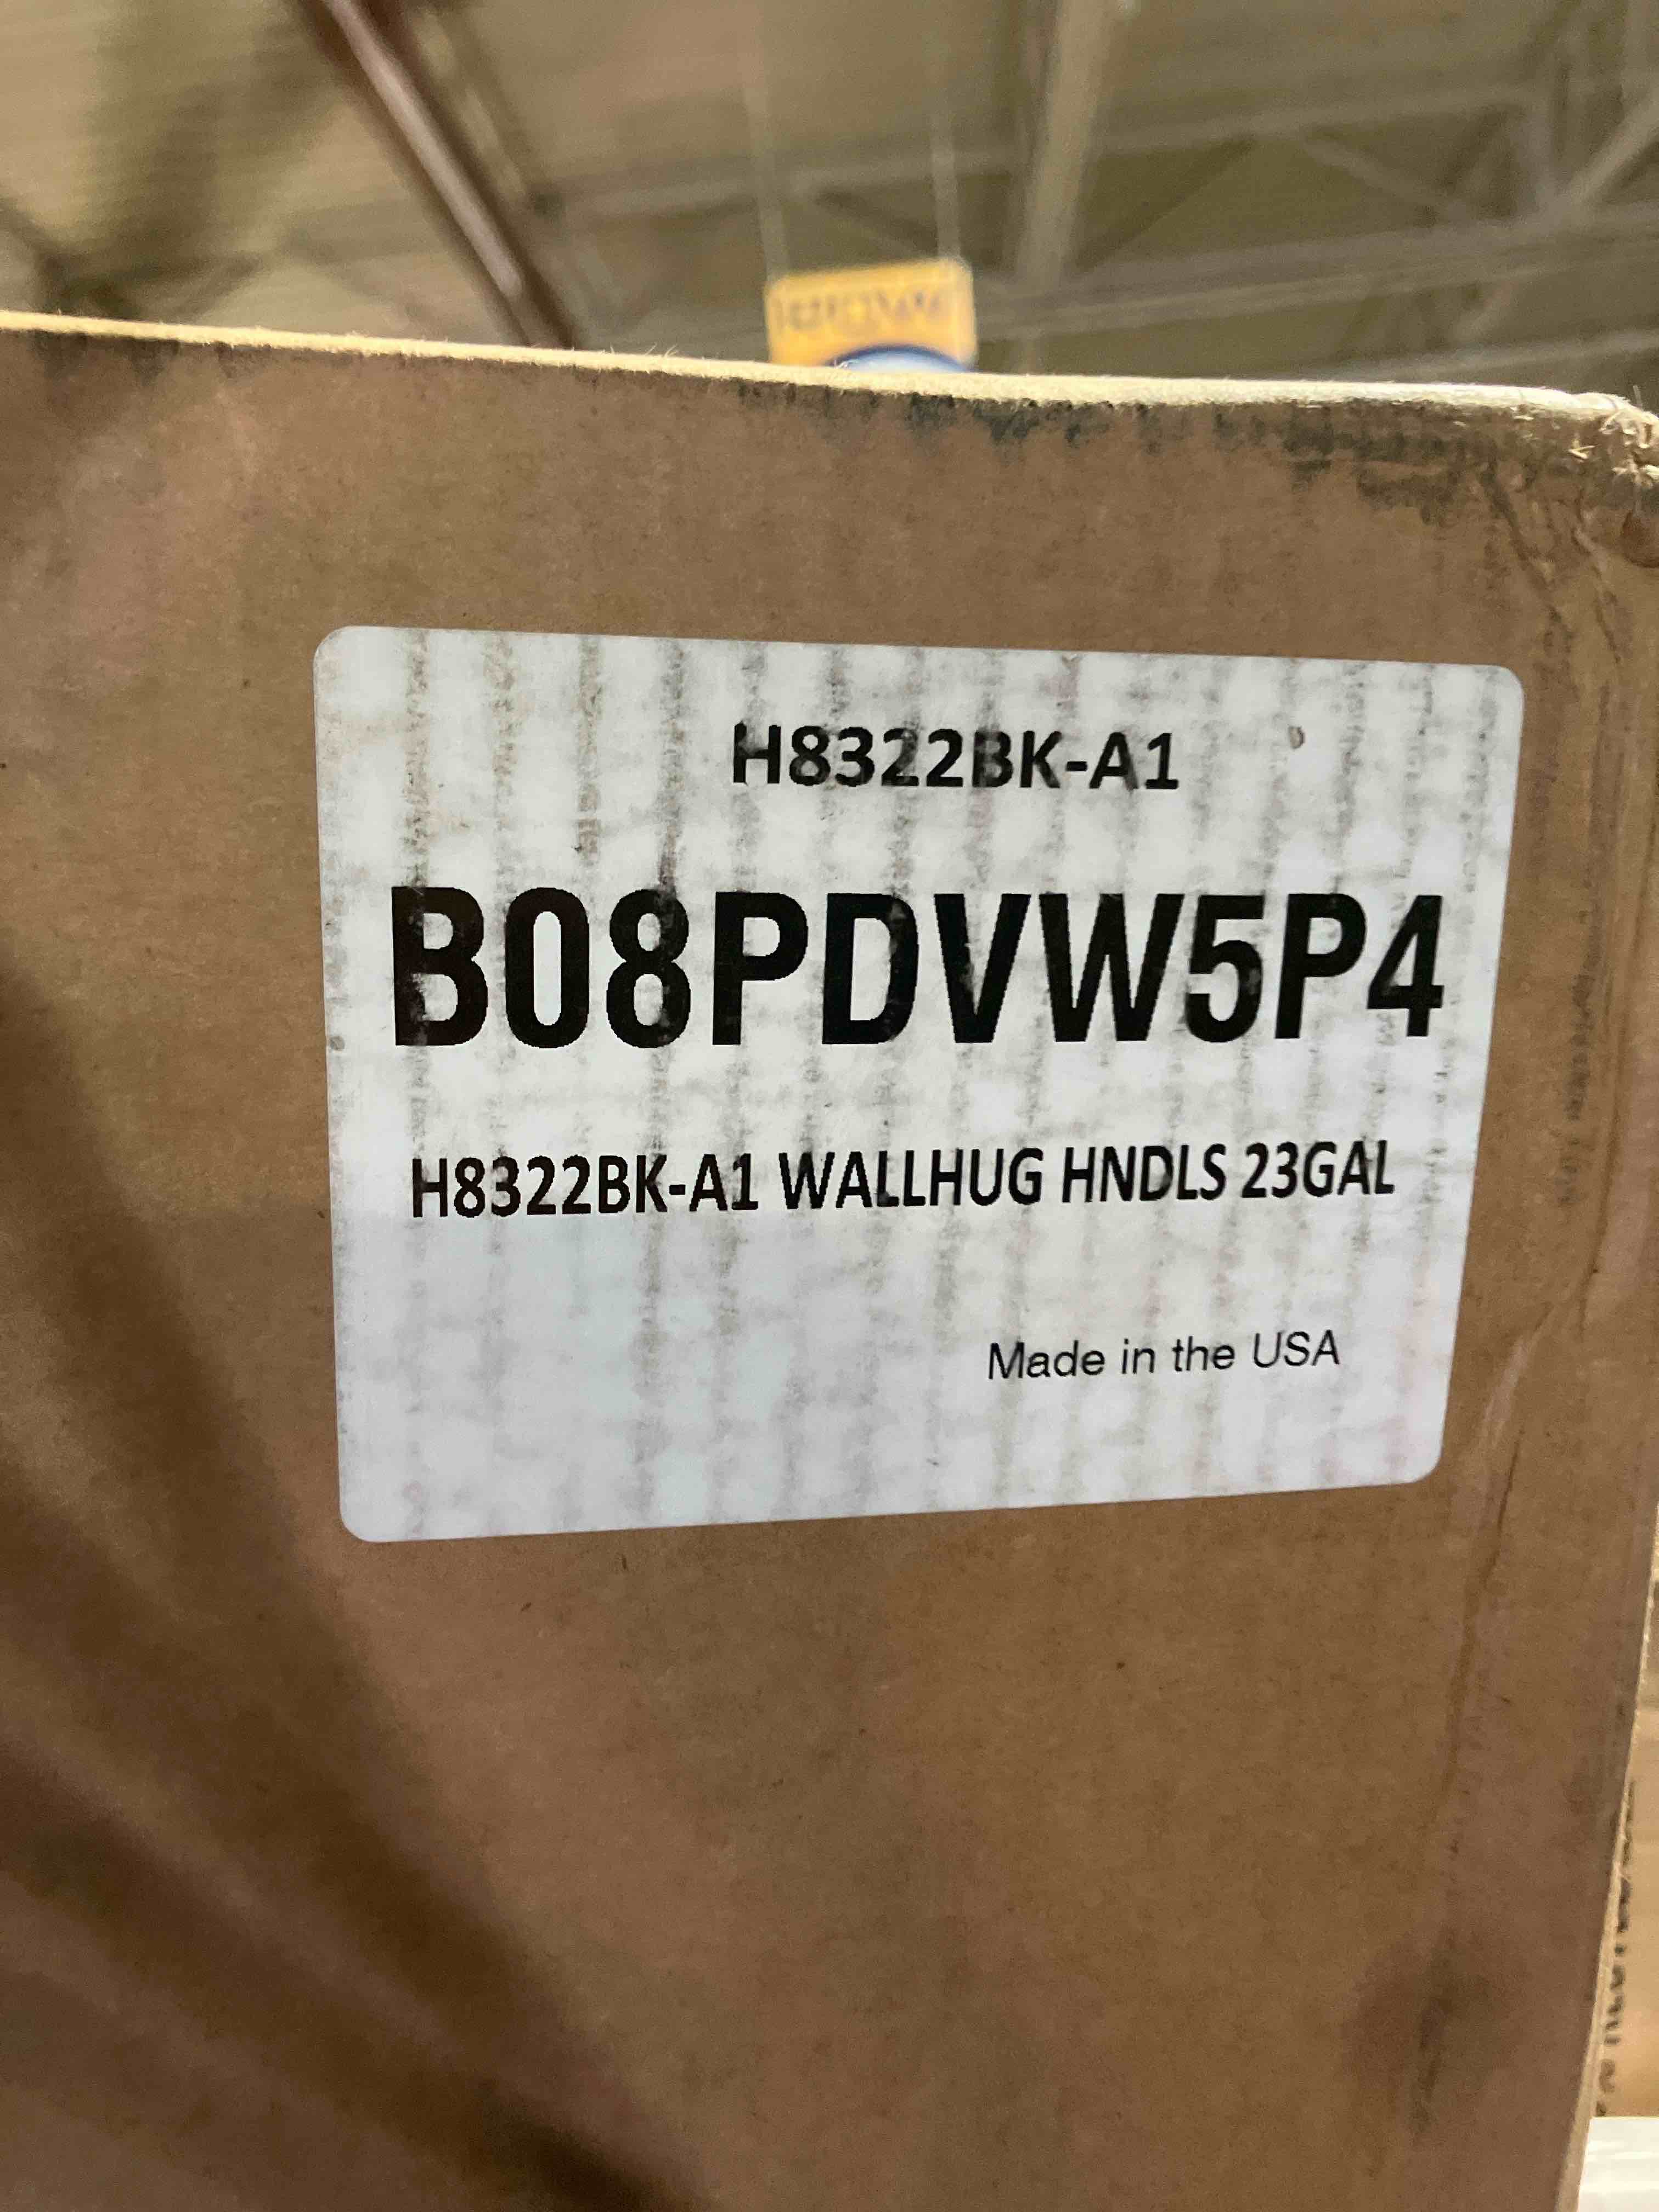 H8322BK-A1
B08PDVW5P4
H8322BK-A1 WALLHUG HNDLS 23GAL
Made in the USA